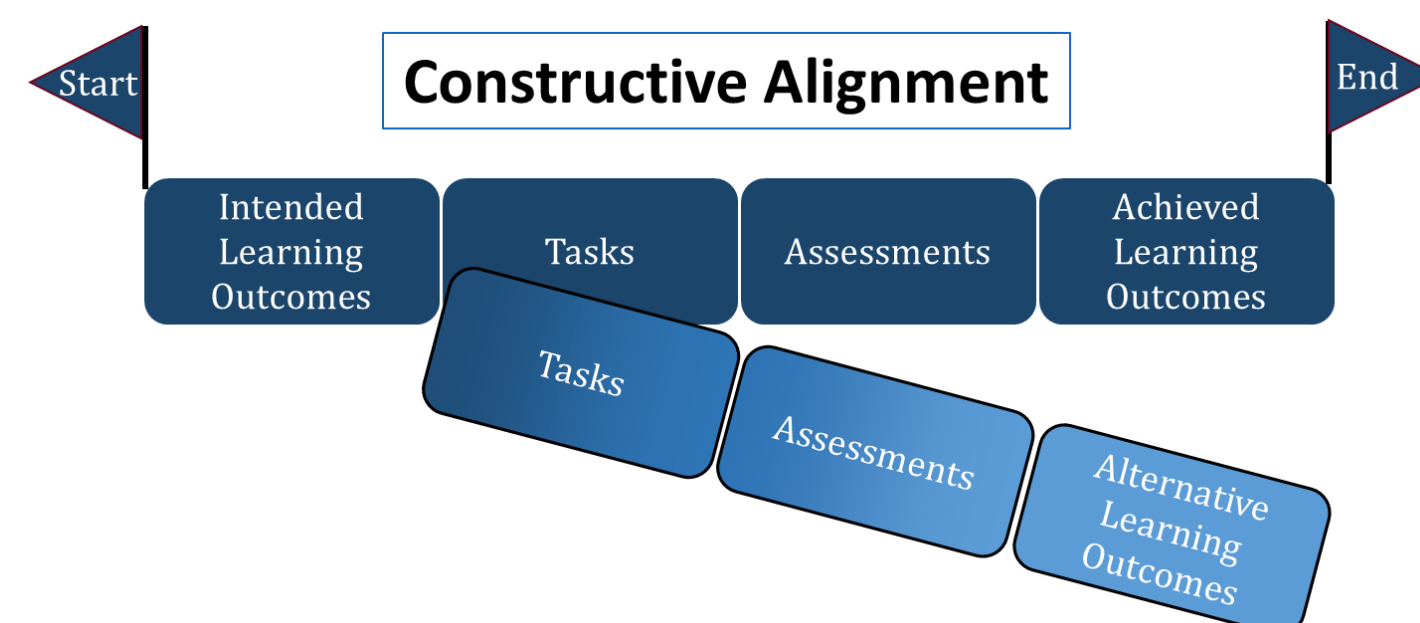 Start
Constructive Alignment
End
Intended
Learning
Outcomes
Tasks
Assessments
Achieved
Learning
Outcomes
Tasks
Assessments
Alternative
Learning
Outcomes